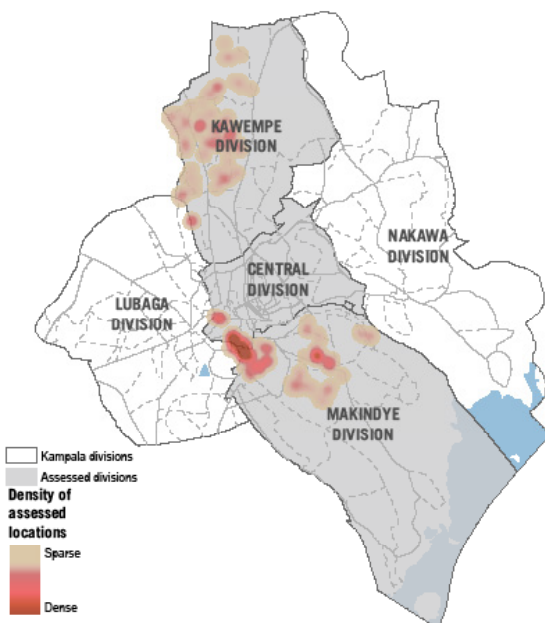 KAWEMPE
DIVISION
NAKAWA
DIVISION
CENTRAL
DIVISION
LUBAGA
DIVISION
MAKINDYE
DIVISION
Kampala divisions
Assessed divisions
Density of
assessed
locations
Sparse
Dense